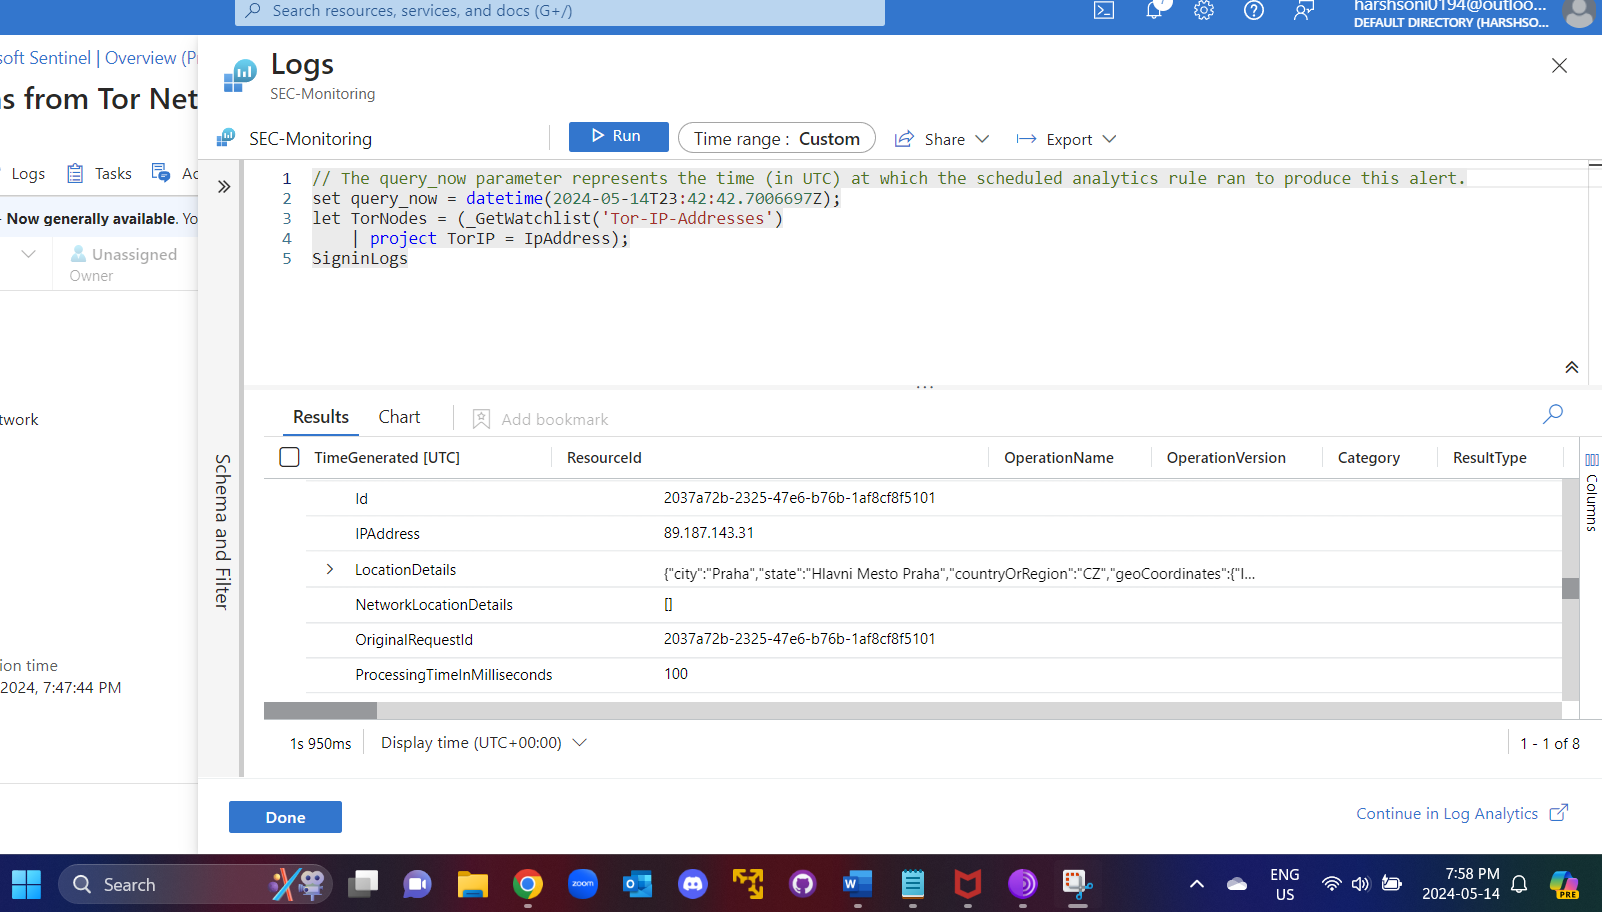 Search resources, services, and docs (G+/)
harshsoni0194@outloo...
DEFAULT DIRECTORY (HARSHSO...
oft Sentinel | Overview (P
s from Tor Net
Logs
Tasks
Ac
Now generally available. Yo
Unassigned
Owner
twork
ion time
2024, 7:47:44 PM
Logs
SEC-Monitoring
SEC-Monitoring
Run
Time range : Custom
Share
Export
1 // The query_now parameter represents the time (in UTC) at which the scheduled analytics rule ran to produce this alert.
2 set query_now = datetime(2024-05-14T23:42:42.7006697Z);
3 let TorNodes = (_GetWatchlist('Tor-IP-Addresses')
4 | project TorIP = IpAddress);
5 SigninLogs
Schema and Filter
Results
Chart
Add bookmark
TimeGenerated [UTC] ResourceId OperationName OperationVersion Category ResultType
Columns
Id 2037a72b-2325-47e6-b76b-1af8cf8f5101
IPAddress 89.187.143.31
LocationDetails {"city":"Praha","state":"Hlavni Mesto Praha","countryOrRegion":"CZ","geoCoordinates":{"l...
NetworkLocationDetails []
OriginalRequestId 2037a72b-2325-47e6-b76b-1af8cf8f5101
ProcessingTimeInMilliseconds 100
1s 950ms
Display time (UTC+00:00)
1 - 1 of 8
Done
Continue in Log Analytics
Search
zoom
ENG
US
7:58 PM
2024-05-14
PRE